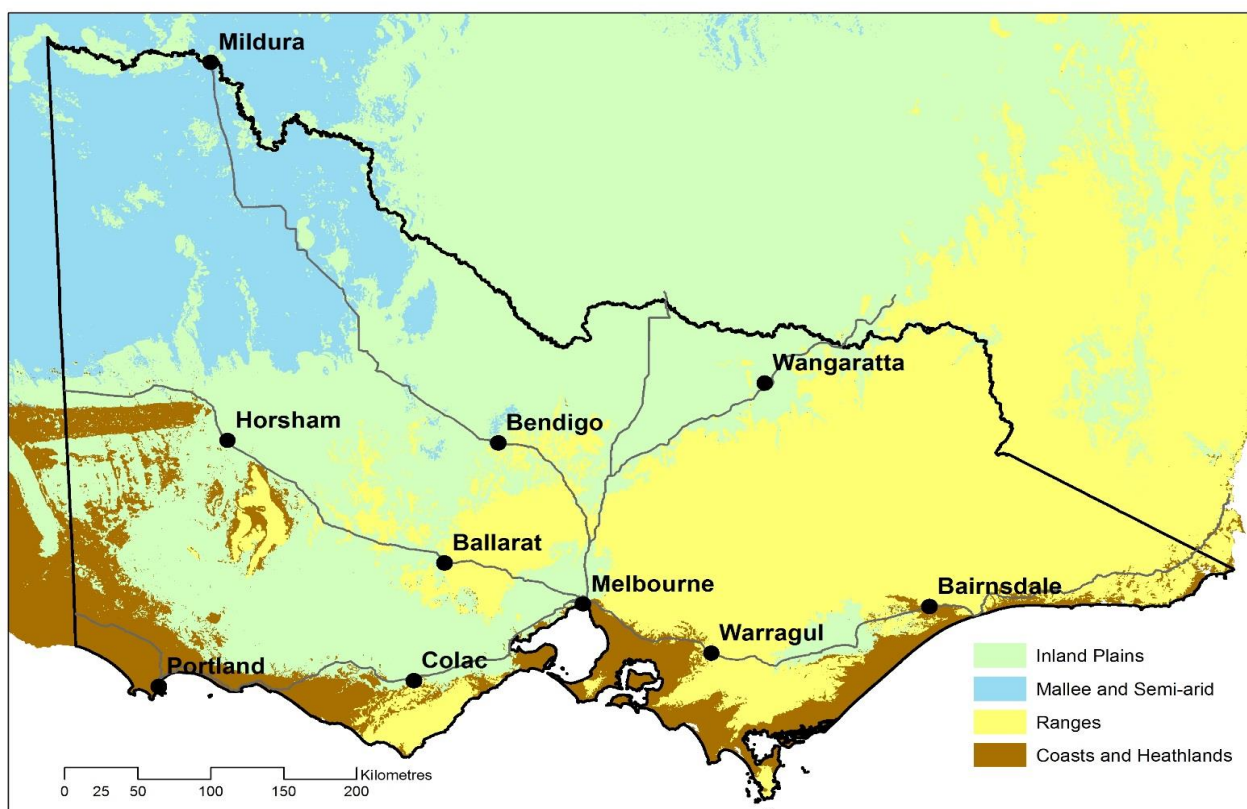 Mildura
Wangaratta
Horsham
Bendigo
Ballarat
Melbourne
Bairnsdale
Warragul
Portland
Colac
Inland Plains
Mallee and Semi-arid
Ranges
Coasts and Heathlands
Kilometres
0 25 50 100 150 200